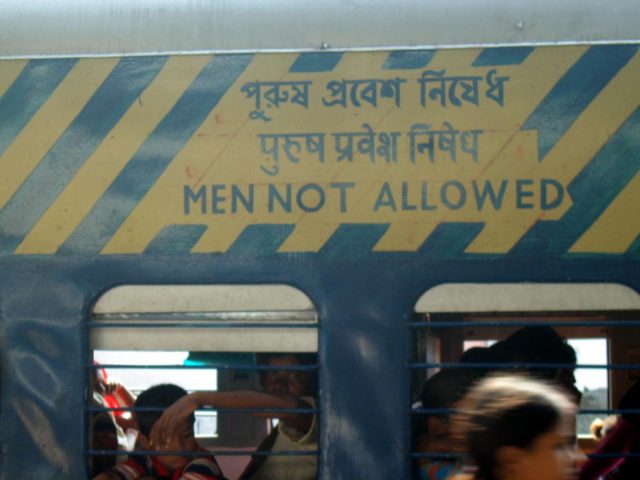 পুরুষ প্রবেশ নিষেধ
पुरुष प्रवेश निषेध
MEN NOT ALLOWED